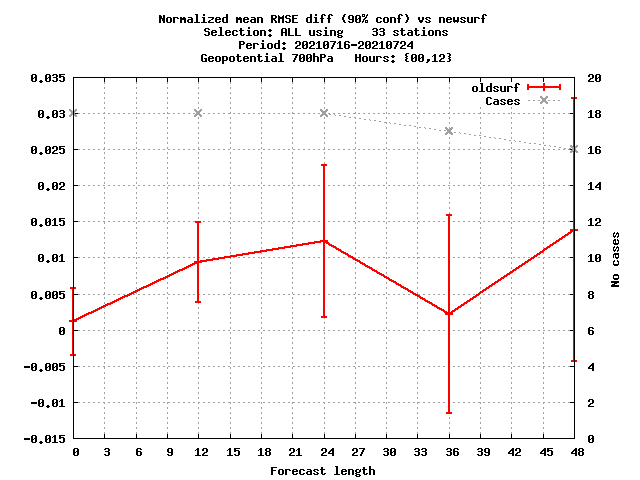 Normalized mean RMSE diff (90% conf) vs newsurf
Selection: ALL using    33 stations
Period: 20210716-20210724
Geopotential 700hPa   Hours: {00,12}
oldsurf
Cases
0.035
0.03
0.025
0.02
0.015
0.01
0.005
0
-0.005
-0.01
-0.015
20
18
16
14
12
10
8
6
4
2
0
No cases
0 3 6 9 12 15 18 21 24 27 30 33 36 39 42 45 48
Forecast length